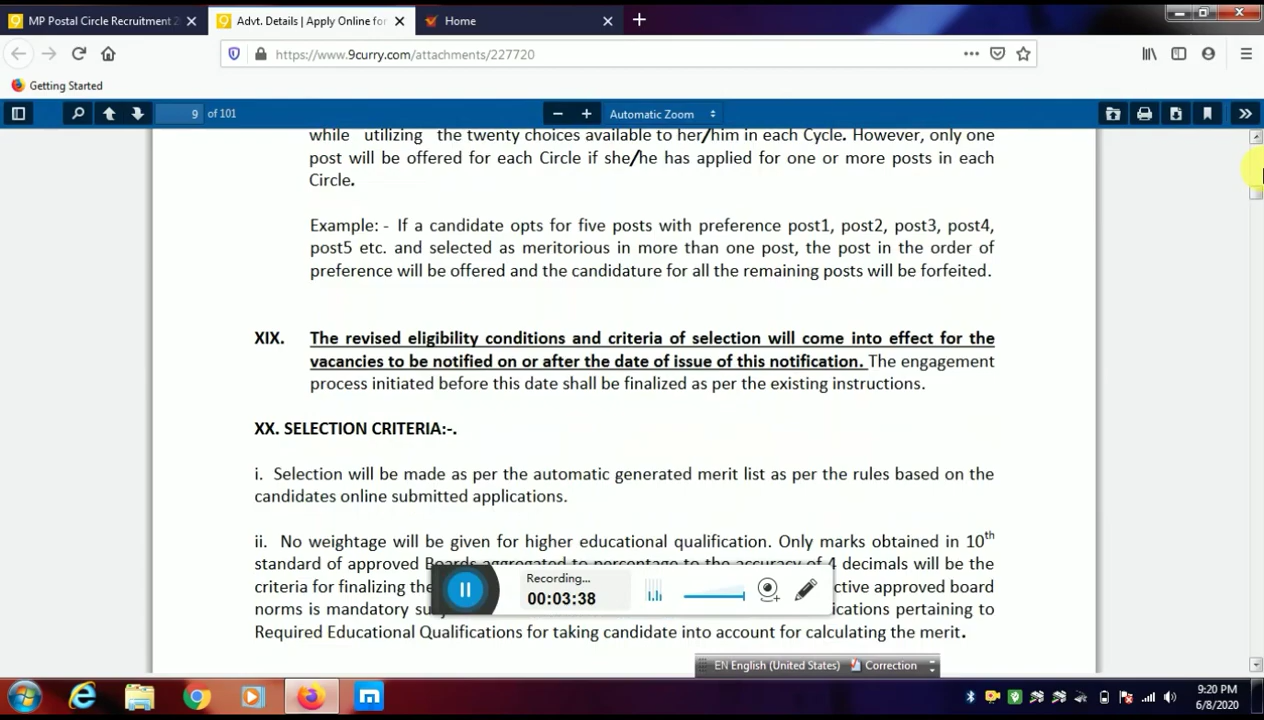 MP Postal Circle Recruitment 2
Advt. Details | Apply Online for
Home
https://www.9curry.com/attachments/227720
Getting Started
9 of 101
Automatic Zoom
while utilizing the twenty choices available to her/him in each Cycle. However, only one
post will be offered for each Circle if she/he has applied for one or more posts in each
Circle.
Example: - If a candidate opts for five posts with preference post1, post2, post3, post4,
post5 etc. and selected as meritorious in more than one post, the post in the order of
preference will be offered and the candidature for all the remaining posts will be forfeited.
XIX. The revised eligibility conditions and criteria of selection will come into effect for the
vacancies to be notified on or after the date of issue of this notification. The engagement
process initiated before this date shall be finalized as per the existing instructions.
XX. SELECTION CRITERIA:-.
i. Selection will be made as per the automatic generated merit list as per the rules based on the
candidates online submitted applications.
ii. No weightage will be given for higher educational qualification. Only marks obtained in 10th
standard of approved Boards aggregated to percentage to the accuracy of 4 decimals will be the
criteria for finalizing the ctive approved board
norms is mandatory su ications pertaining to
Required Educational Qualifications for taking candidate into account for calculating the merit.
Recording...
00:03:38
EN English (United States) Correction
9:20 PM
6/8/2020